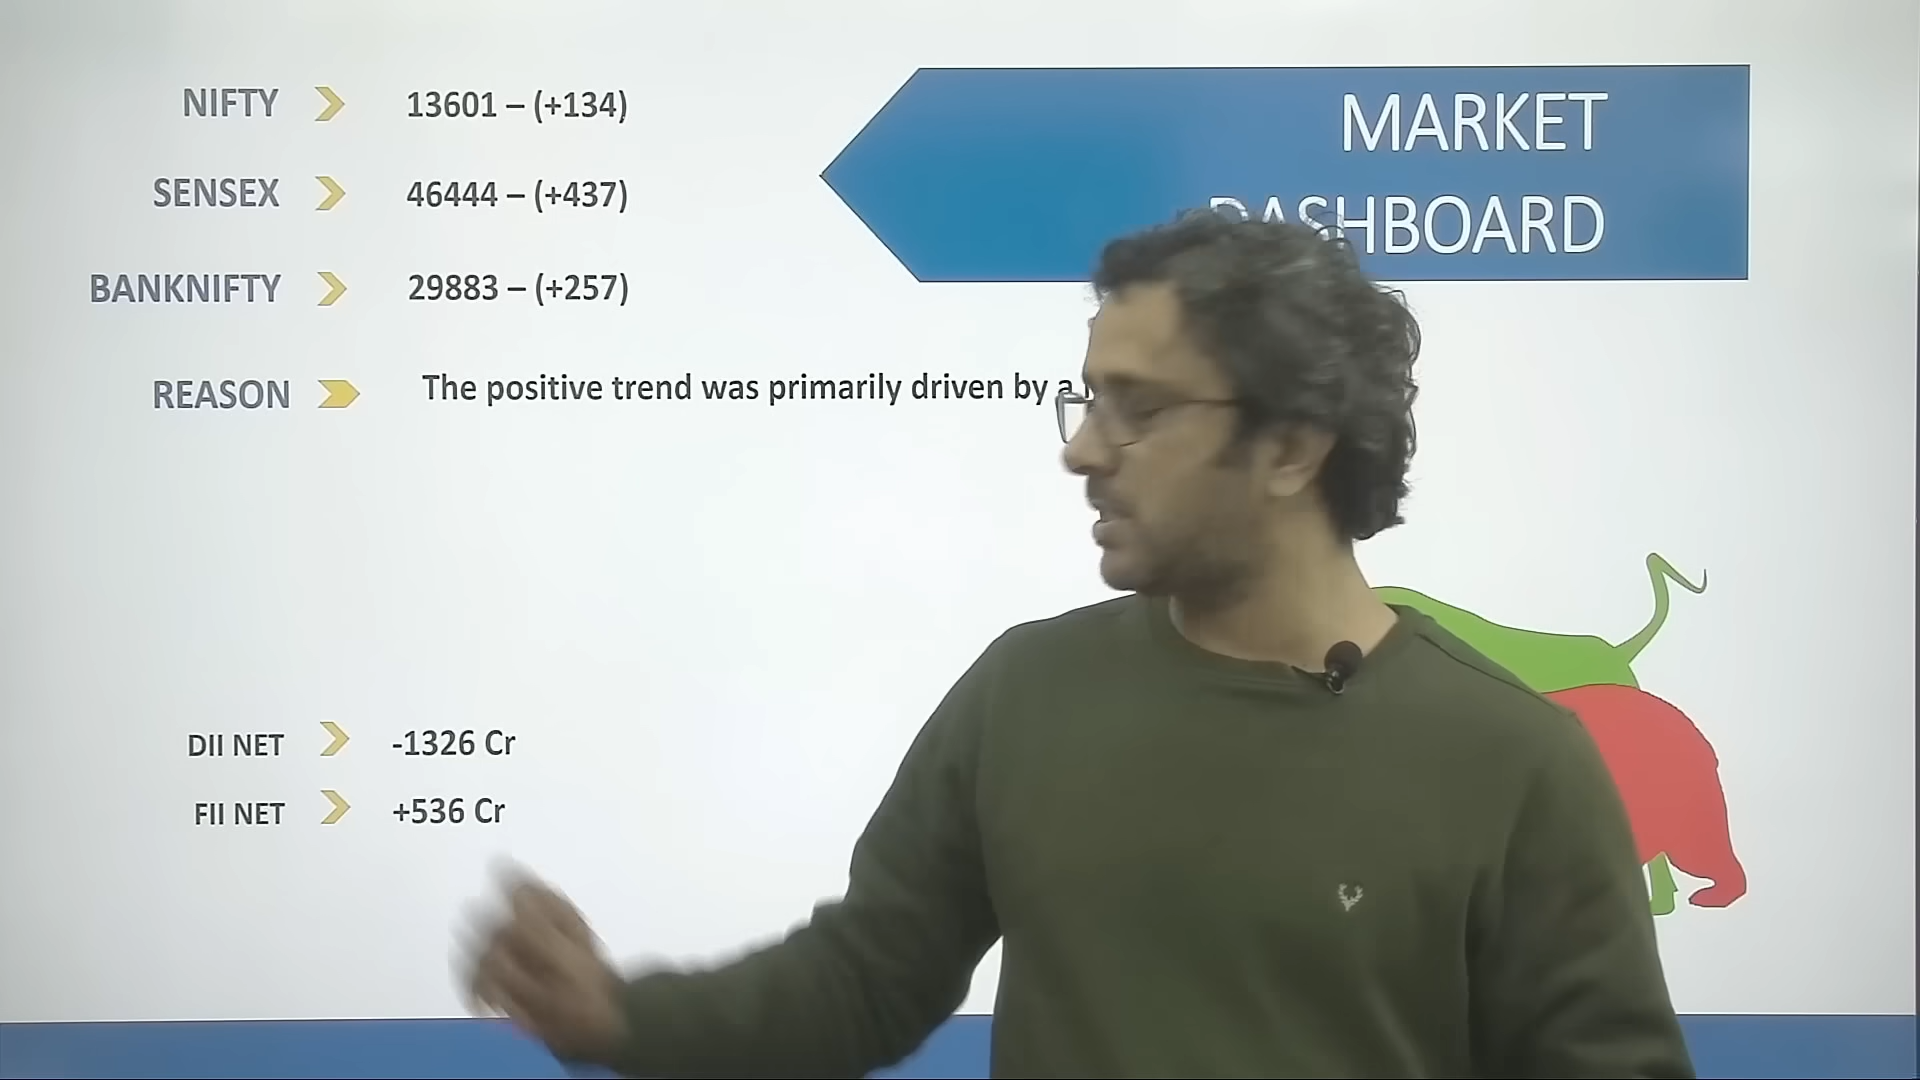 NIFTY 13601 – (+134)
SENSEX 46444 – (+437)
BANKNIFTY 29883 – (+257)
REASON The positive trend was primarily driven by a
DII NET -1326 Cr
FII NET +536 Cr
MARKET
DASHBOARD